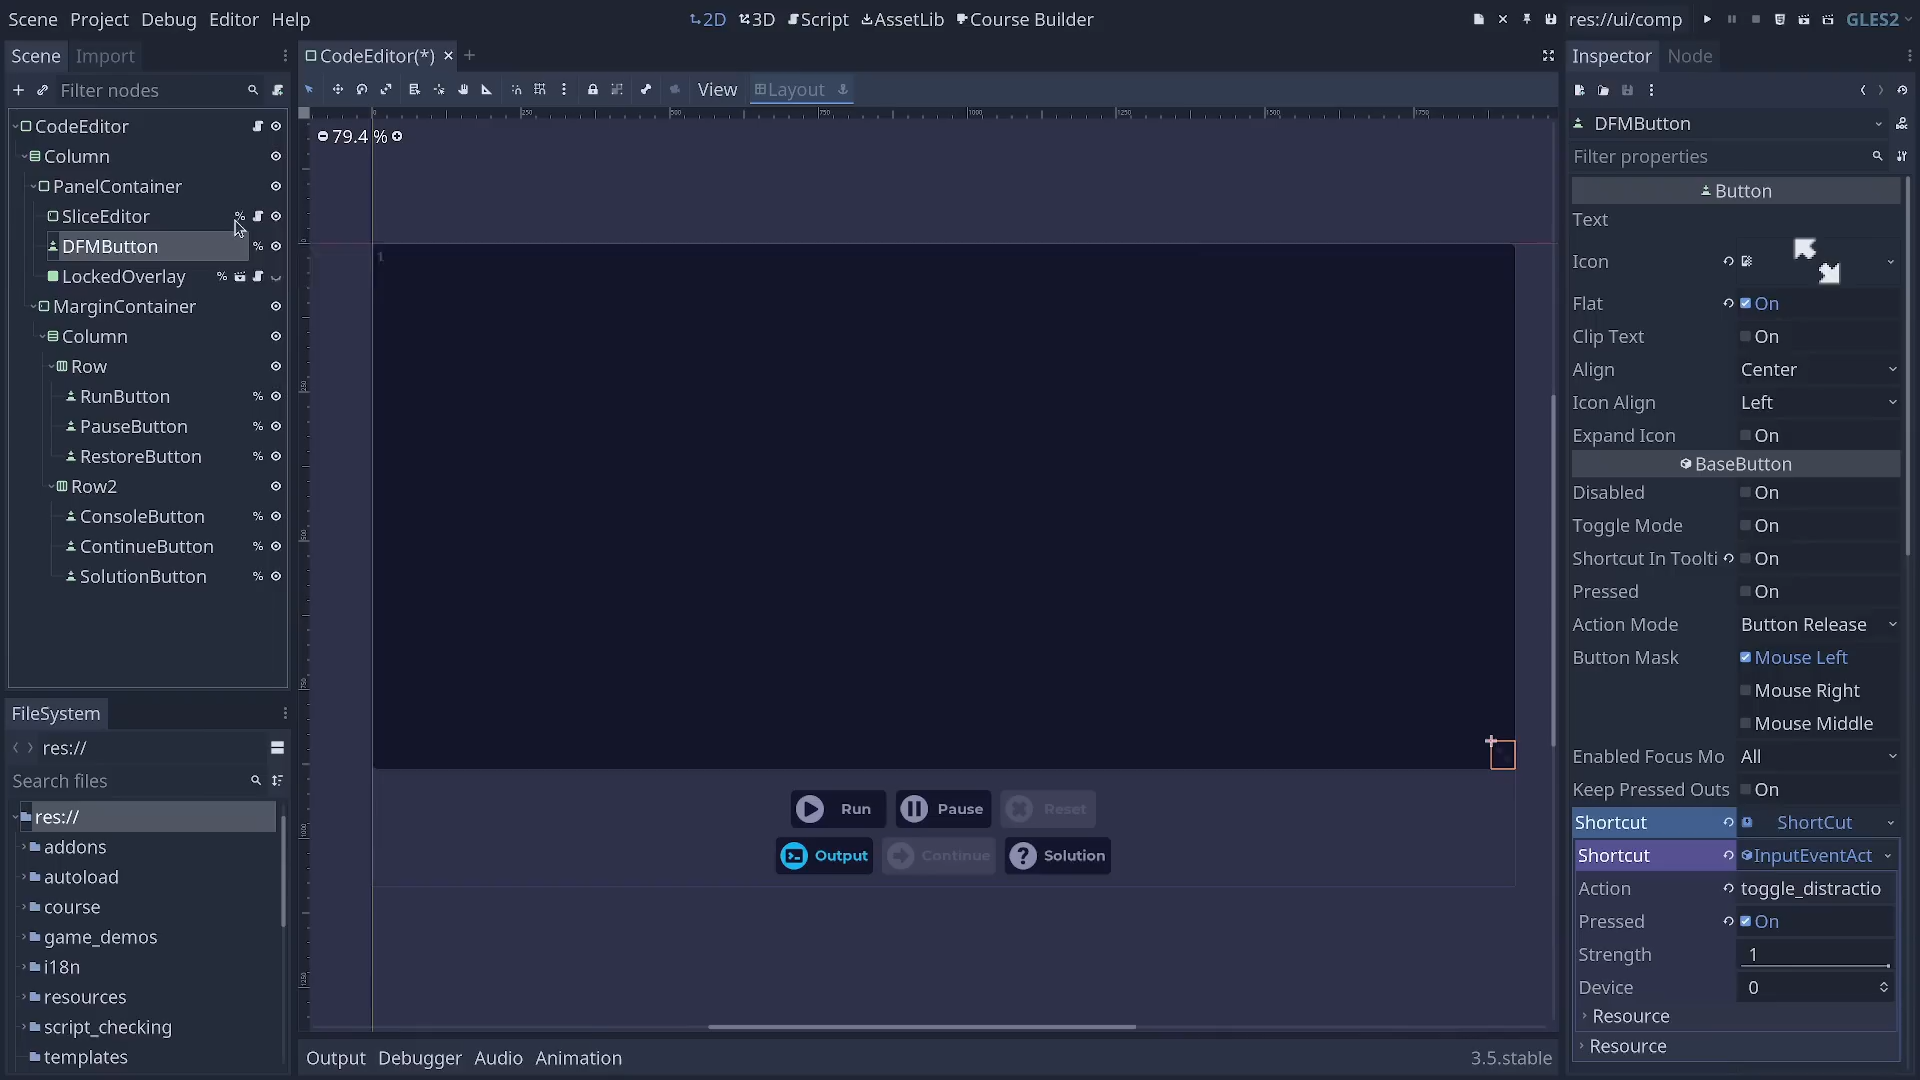 Scene Project Debug Editor Help
2D 3D Script AssetLib Course Builder
res://ui/comp
GLES2
Scene Import
CodeEditor(*)
Inspector Node
Filter nodes
View Layout
CodeEditor
Column
PanelContainer
SliceEditor
DFMButton
LockedOverlay
MarginContainer
Column
Row
RunButton
PauseButton
RestoreButton
Row2
ConsoleButton
ContinueButton
SolutionButton
FileSystem
res://
Search files
res://
addons
autoload
course
game_demos
i18n
resources
script_checking
templates
79.4 %
1
Run Pause Reset
Output Continue Solution
Output Debugger Audio Animation
3.5.stable
DFMButton
Filter properties
Button
Text
Icon
Flat On
Clip Text On
Align Center
Icon Align Left
Expand Icon On
BaseButton
Disabled On
Toggle Mode On
Shortcut In Toolti On
Pressed On
Action Mode Button Release
Button Mask Mouse Left
Mouse Right
Mouse Middle
Enabled Focus Mo All
Keep Pressed Outs On
Shortcut ShortCut
Shortcut InputEventAct
Action toggle_distractio
Pressed On
Strength 1
Device 0
Resource
Resource